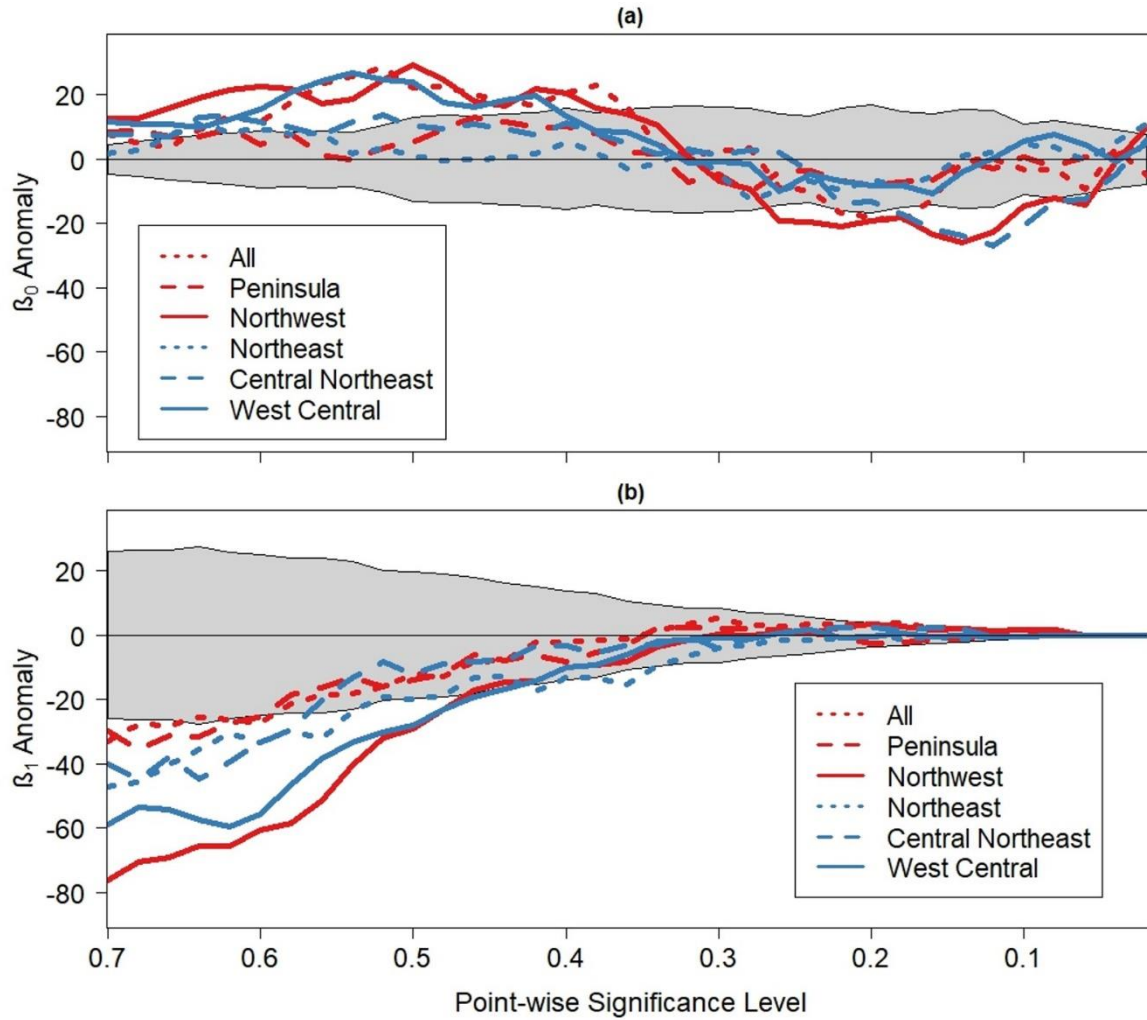 (a)
20
0
-20
-40
-60
-80
ß₀ Anomaly
All
Peninsula
Northwest
Northeast
Central Northeast
West Central
(b)
20
0
-20
-40
-60
-80
ß₁ Anomaly
All
Peninsula
Northwest
Northeast
Central Northeast
West Central
0.7 0.6 0.5 0.4 0.3 0.2 0.1
Point-wise Significance Level